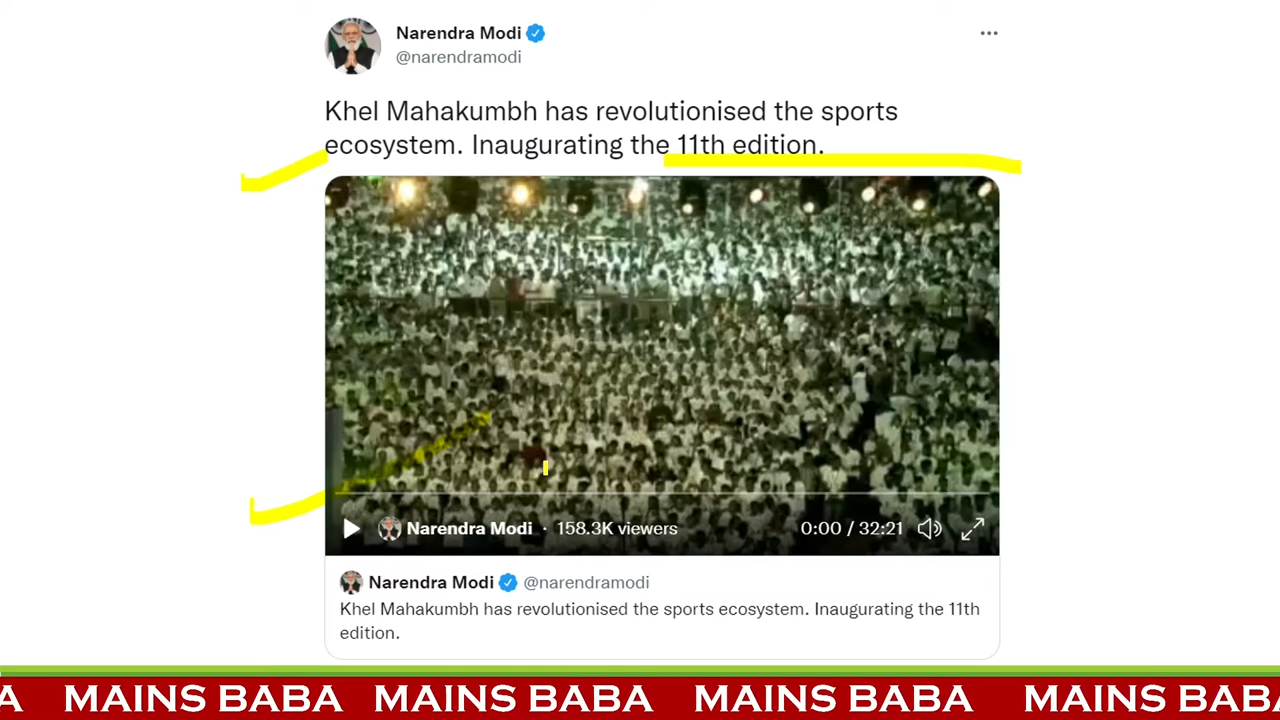 Narendra Modi
@narendramodi
Khel Mahakumbh has revolutionised the sports
ecosystem. Inaugurating the 11th edition.
Narendra Modi · 158.3K viewers
0:00 / 32:21
Narendra Modi @narendramodi
Khel Mahakumbh has revolutionised the sports ecosystem. Inaugurating the 11th
edition.
A MAINS BABA MAINS BABA MAINS BABA MAINS BABA